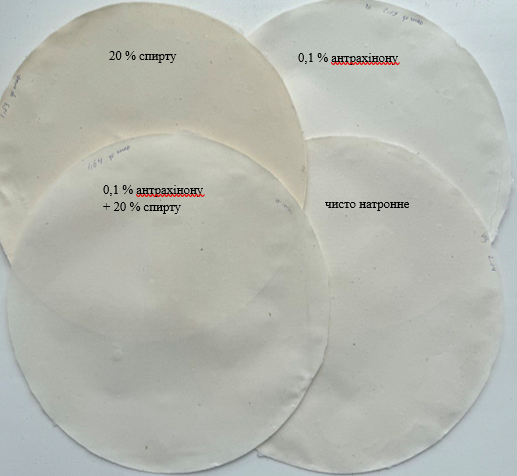 20 % спирту
0,1 % антрахінону
0,1 % антрахінону
+ 20 % спирту
чисто натронне